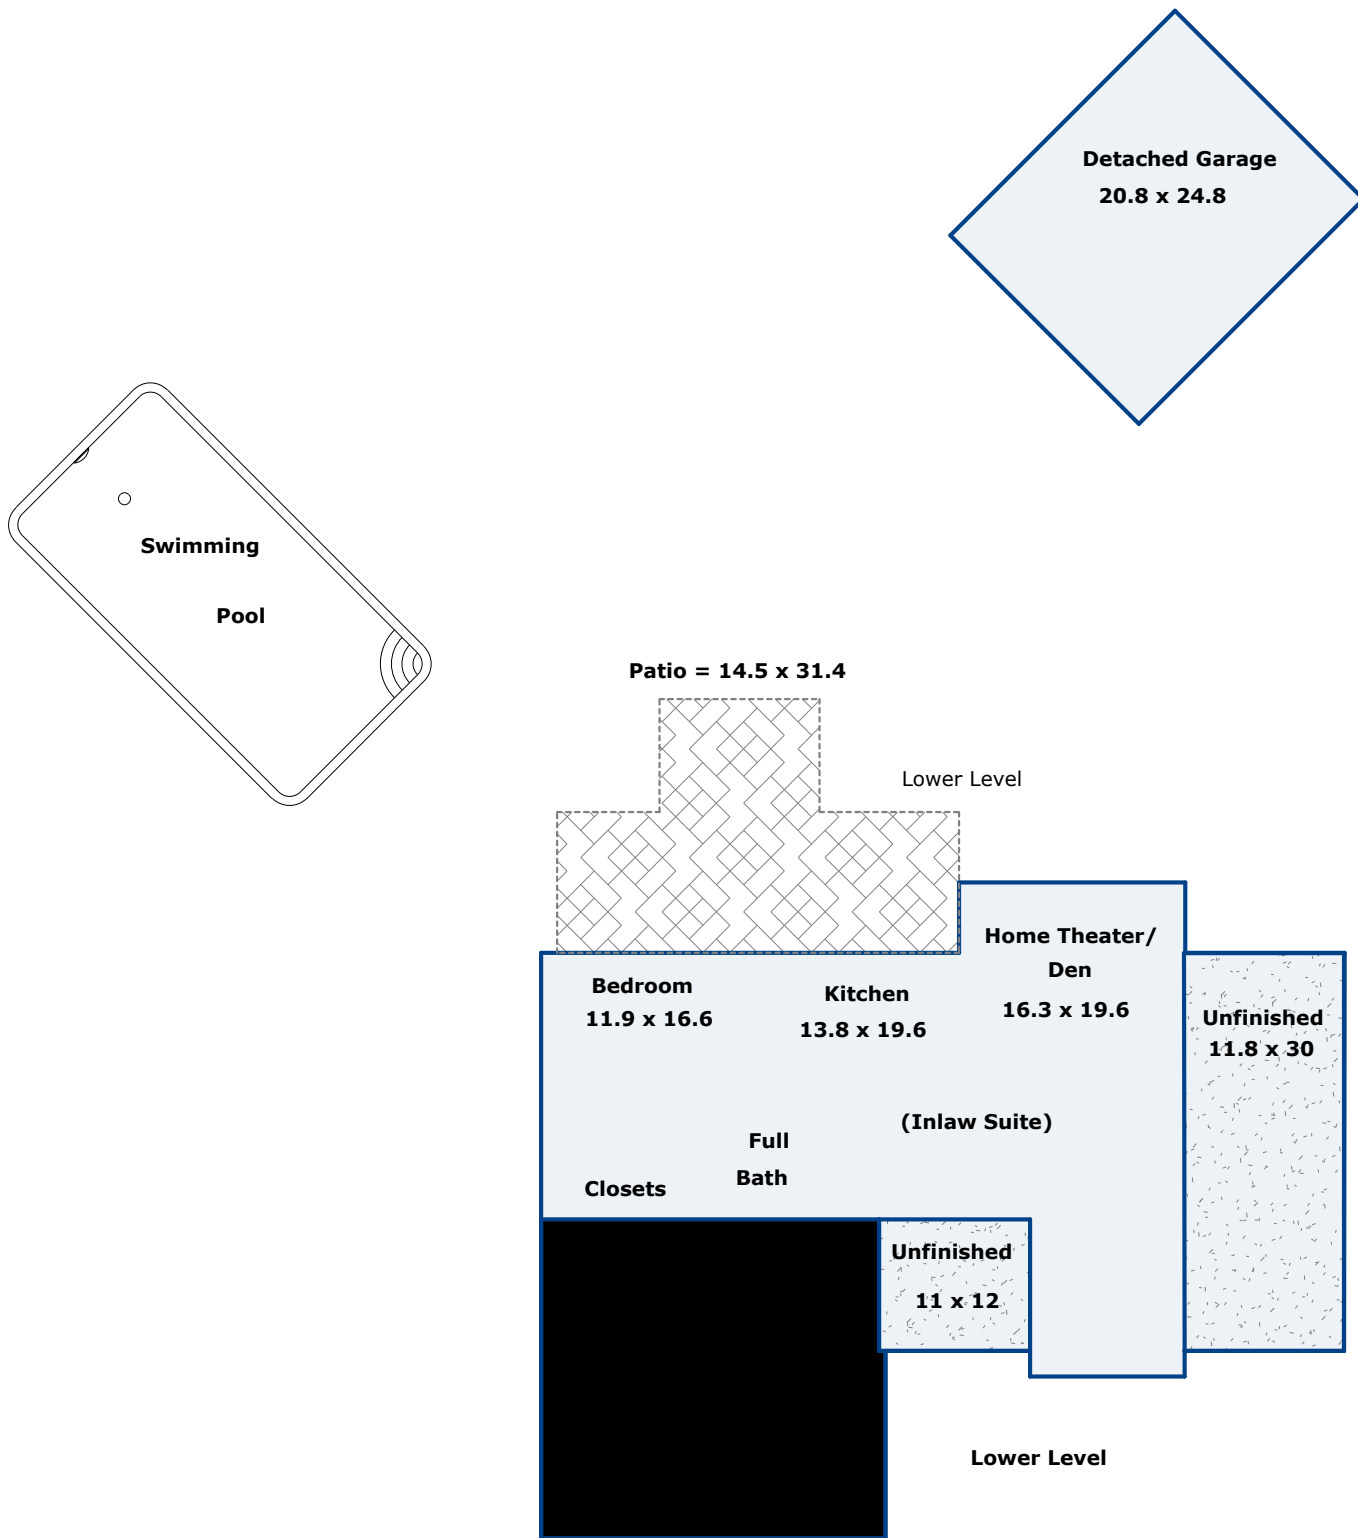 Detached Garage
20.8 x 24.8
Swimming
Pool
Patio = 14.5 x 31.4
Lower Level
Home Theater/
Den
16.3 x 19.6
Bedroom
11.9 x 16.6
Kitchen
13.8 x 19.6
Unfinished
11.8 x 30
(Inlaw Suite)
Full
Bath
Closets
Unfinished
11 x 12
Lower Level